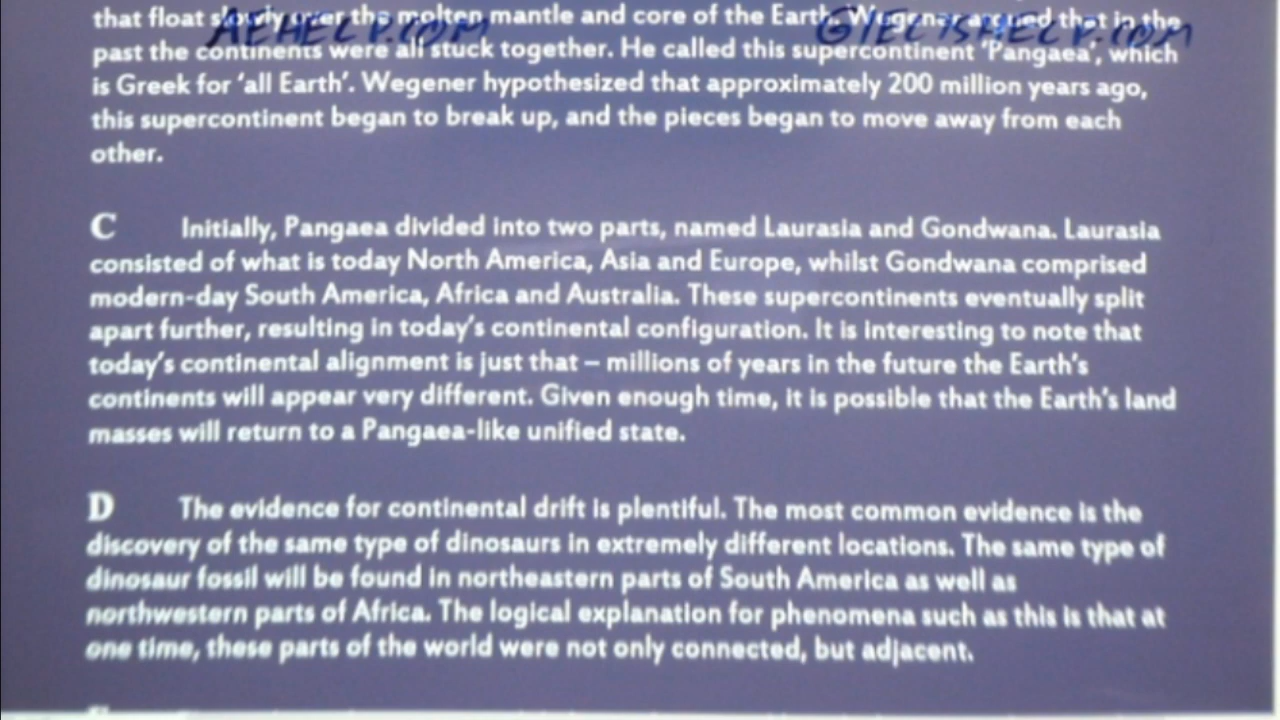 that float slowly over the molten mantle and core of the Earth. Wegener argued that in the
AEHELP.COM GIELTSHELP.COM
past the continents were all stuck together. He called this supercontinent ‘Pangaea’, which
is Greek for ‘all Earth’. Wegener hypothesized that approximately 200 million years ago,
this supercontinent began to break up, and the pieces began to move away from each
other.
C Initially, Pangaea divided into two parts, named Laurasia and Gondwana. Laurasia
consisted of what is today North America, Asia and Europe, whilst Gondwana comprised
modern-day South America, Africa and Australia. These supercontinents eventually split
apart further, resulting in today’s continental configuration. It is interesting to note that
today’s continental alignment is just that – millions of years in the future the Earth’s
continents will appear very different. Given enough time, it is possible that the Earth’s land
masses will return to a Pangaea-like unified state.
D The evidence for continental drift is plentiful. The most common evidence is the
discovery of the same type of dinosaurs in extremely different locations. The same type of
dinosaur fossil will be found in northeastern parts of South America as well as
northwestern parts of Africa. The logical explanation for phenomena such as this is that at
one time, these parts of the world were not only connected, but adjacent.